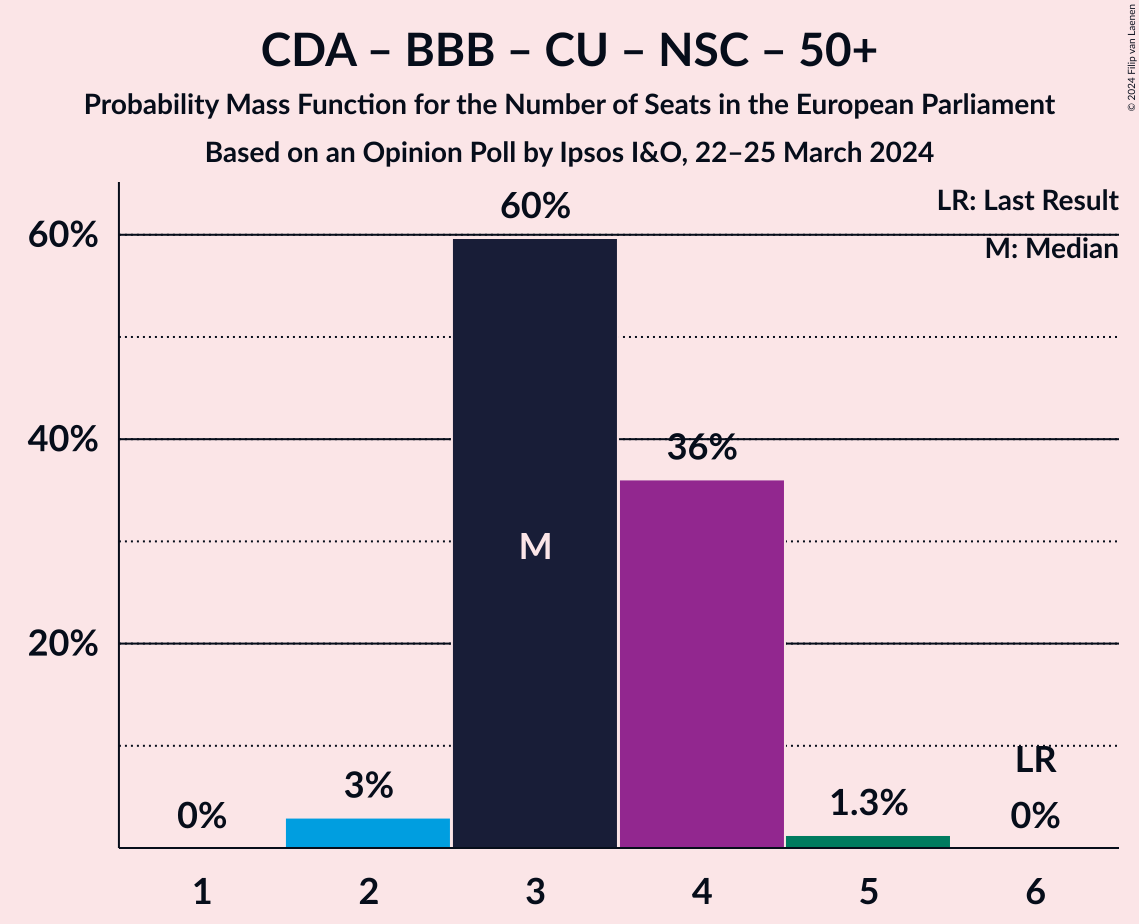 CDA – BBB – CU – NSC – 50+
Probability Mass Function for the Number of Seats in the European Parliament
Based on an Opinion Poll by Ipsos I&O, 22–25 March 2024
© 2024 Filip van Laenen
LR: Last Result
M: Median
60%
40%
20%
0%
3%
60%
M
36%
1.3%
LR
0%
1
2
3
4
5
6